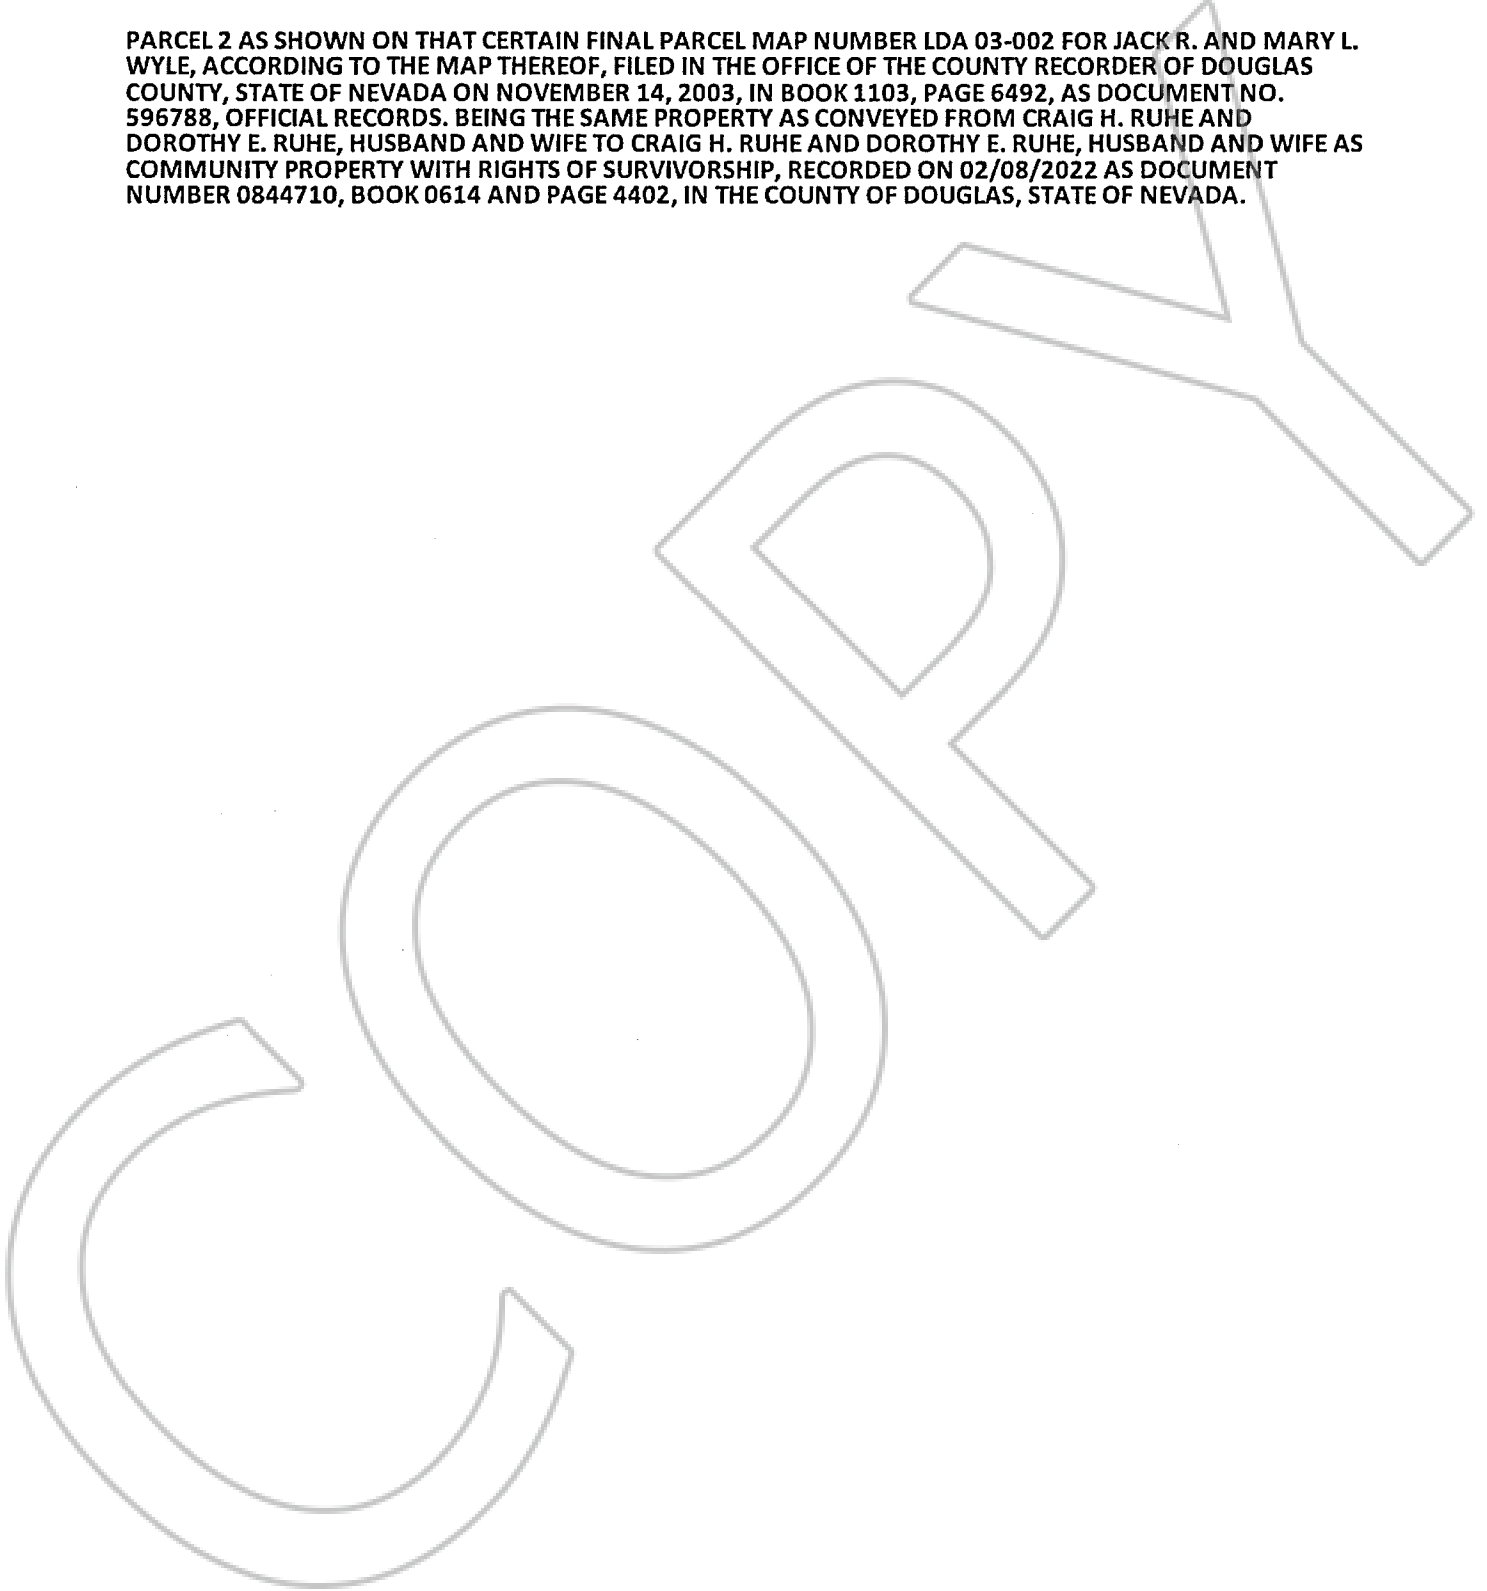 PARCEL 2 AS SHOWN ON THAT CERTAIN FINAL PARCEL MAP NUMBER LDA 03-002 FOR JACK R. AND MARY L.
WYLE, ACCORDING TO THE MAP THEREOF, FILED IN THE OFFICE OF THE COUNTY RECORDER OF DOUGLAS
COUNTY, STATE OF NEVADA ON NOVEMBER 14, 2003, IN BOOK 1103, PAGE 6492, AS DOCUMENT NO.
596788, OFFICIAL RECORDS. BEING THE SAME PROPERTY AS CONVEYED FROM CRAIG H. RUHE AND
DOROTHY E. RUHE, HUSBAND AND WIFE TO CRAIG H. RUHE AND DOROTHY E. RUHE, HUSBAND AND WIFE AS
COMMUNITY PROPERTY WITH RIGHTS OF SURVIVORSHIP, RECORDED ON 02/08/2022 AS DOCUMENT
NUMBER 0844710, BOOK 0614 AND PAGE 4402, IN THE COUNTY OF DOUGLAS, STATE OF NEVADA.
COPY